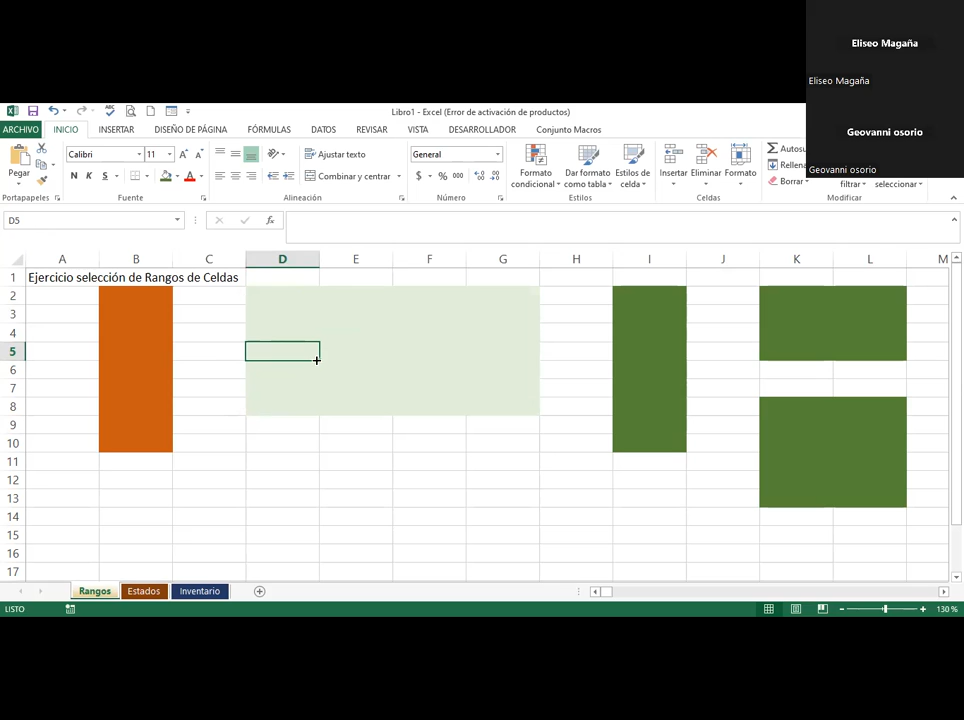 Eliseo Magaña
Eliseo Magaña
Geovanni osorio
Geovanni osorio
Libro1 - Excel (Error de activación de productos)
ARCHIVO INICIO INSERTAR DISEÑO DE PÁGINA FÓRMULAS DATOS REVISAR VISTA DESARROLLADOR Conjunto Macros
Pegar
Calibri 11
N K S
Ajustar texto
Combinar y centrar
General
$ % 000
Formato condicional
Dar formato como tabla
Estilos de celda
Insertar Eliminar Formato
Autosu
Rellena
Borrar
filtrar
seleccionar
Portapapeles Fuente Alineación Número Estilos Celdas Modificar
D5 fx
A B C D E F G H I J K L M
1 Ejercicio selección de Rangos de Celdas
2
3
4
5
6
7
8
9
10
11
12
13
14
15
16
17
Rangos Estados Inventario
LISTO 130 %